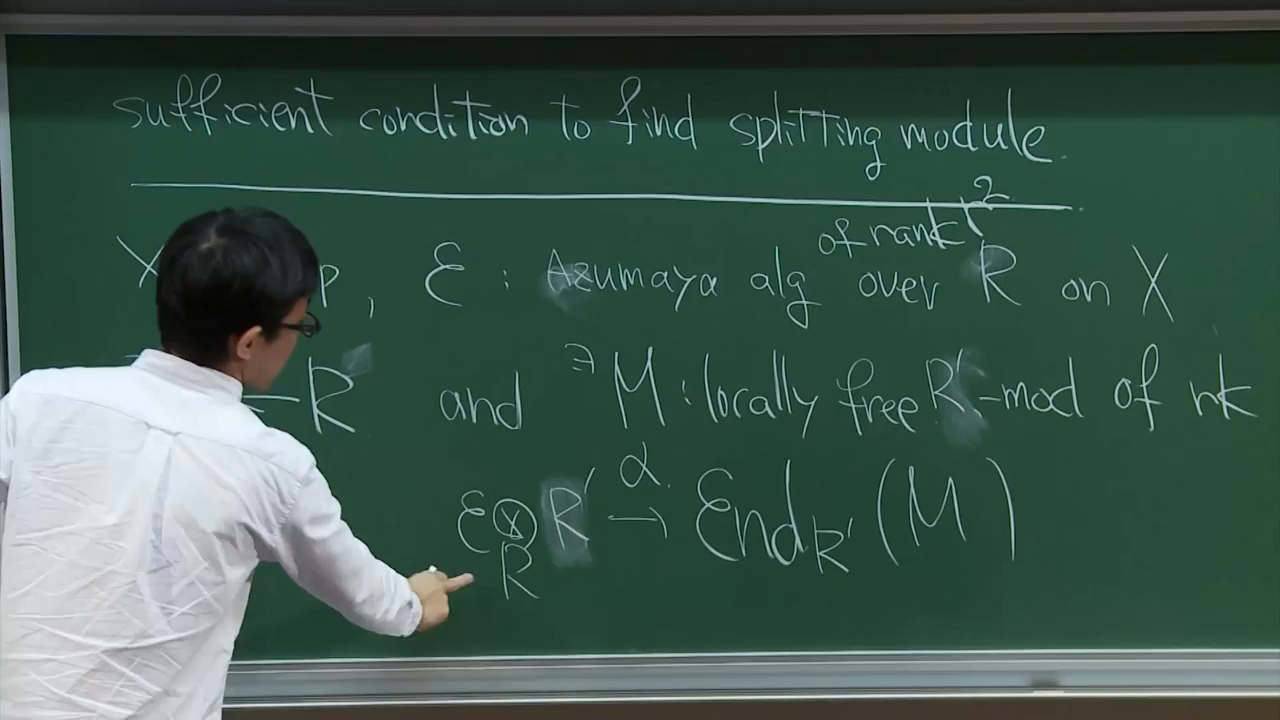 sufficient condition to find splitting module.
X p, ℰ : Azumaya alg of rank r² over R on X
← R and ∃M : locally free R'-mod of rk
ℰ ⊗_R R' →^α ℰnd_R' (M)